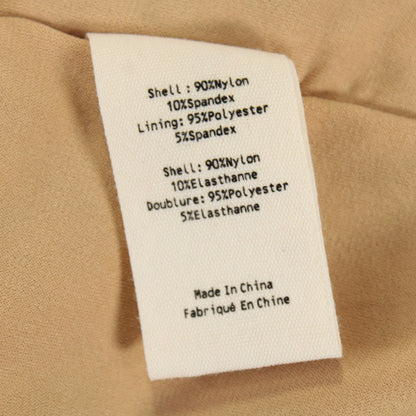 Shell : 90%Nylon
10%Spandex
Lining: 95%Polyester
5%Spandex
Shell: 90%Nylon
10%Elasthanne
Doublure: 95%Polyester
5%Elasthanne
Made In China
Fabriqué En Chine